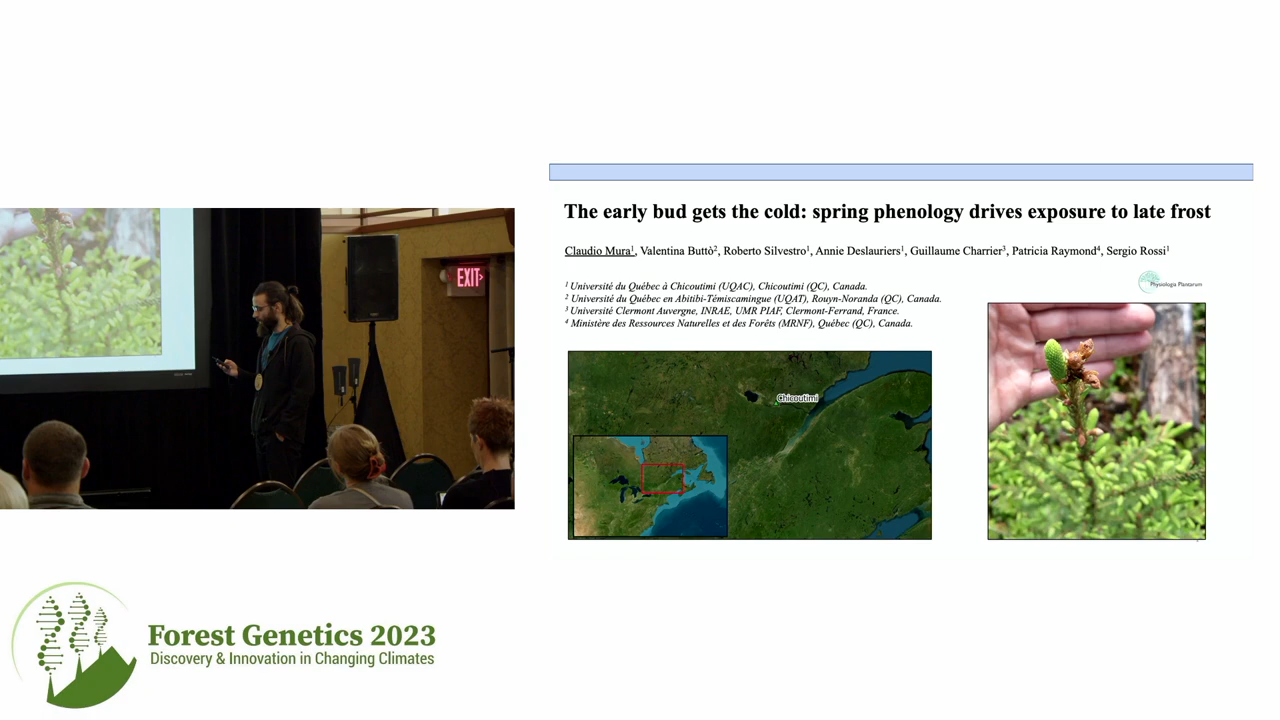 The early bud gets the cold: spring phenology drives exposure to late frost
Claudio Mura¹, Valentina Buttò², Roberto Silvestro¹, Annie Deslauriers¹, Guillaume Charrier³, Patricia Raymond⁴, Sergio Rossi¹
¹ Université du Québec à Chicoutimi (UQAC), Chicoutimi (QC), Canada.
² Université du Québec en Abitibi-Témiscamingue (UQAT), Rouyn-Noranda (QC), Canada.
³ Université Clermont Auvergne, INRAE, UMR PIAF, Clermont-Ferrand, France.
⁴ Ministère des Ressources Naturelles et des Forêts (MRNF), Québec (QC), Canada.
Physiologia Plantarum
Chicoutimi
EXIT
Forest Genetics 2023
Discovery & Innovation in Changing Climates